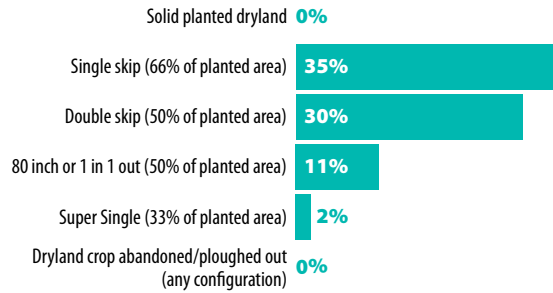 Solid planted dryland 0%
Single skip (66% of planted area) 35%
Double skip (50% of planted area) 30%
80 inch or 1 in 1 out (50% of planted area) 11%
Super Single (33% of planted area) 2%
Dryland crop abandoned/ploughed out
(any configuration) 0%